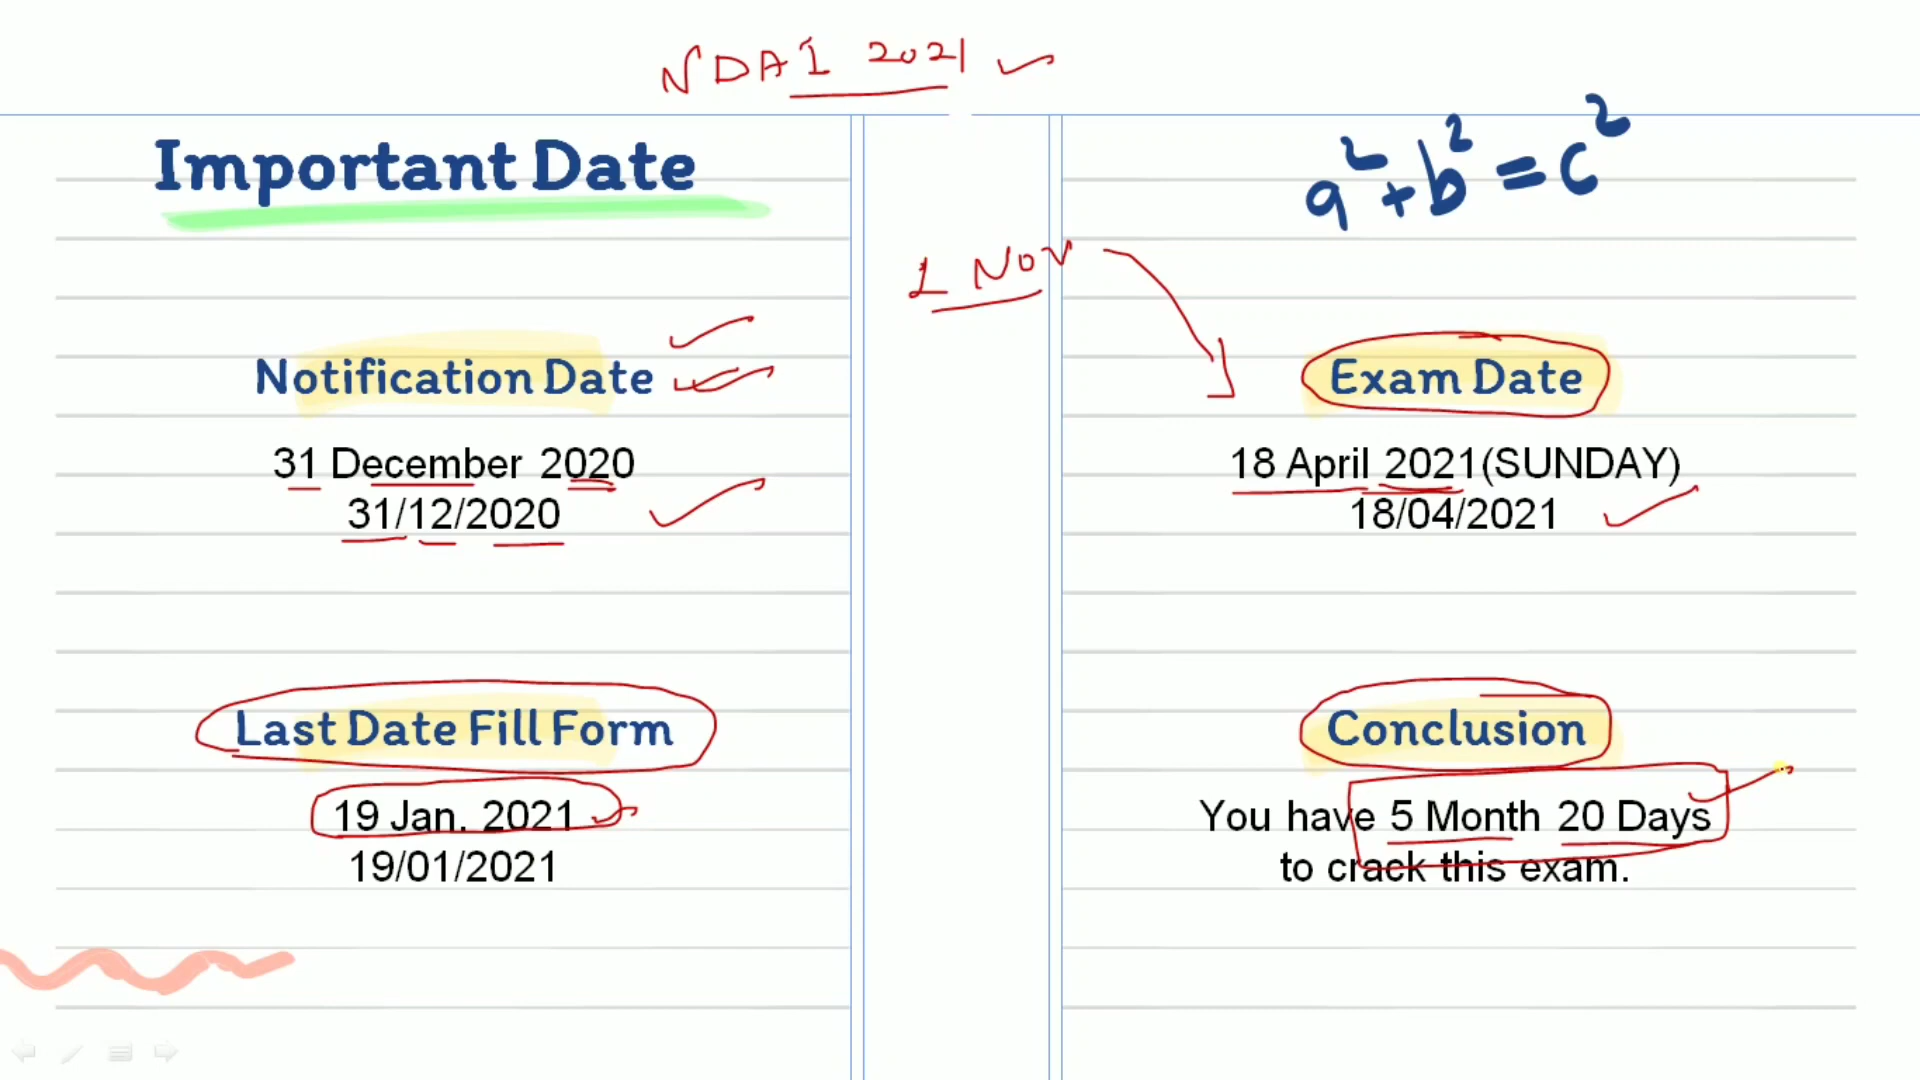 NDA 1 2021
Important Date
a²+b²=c²
1 Nov
Notification Date
31 December 2020
31/12/2020
Exam Date
18 April 2021(SUNDAY)
18/04/2021
Last Date Fill Form
19 Jan. 2021
19/01/2021
Conclusion
You have 5 Month 20 Days
to crack this exam.